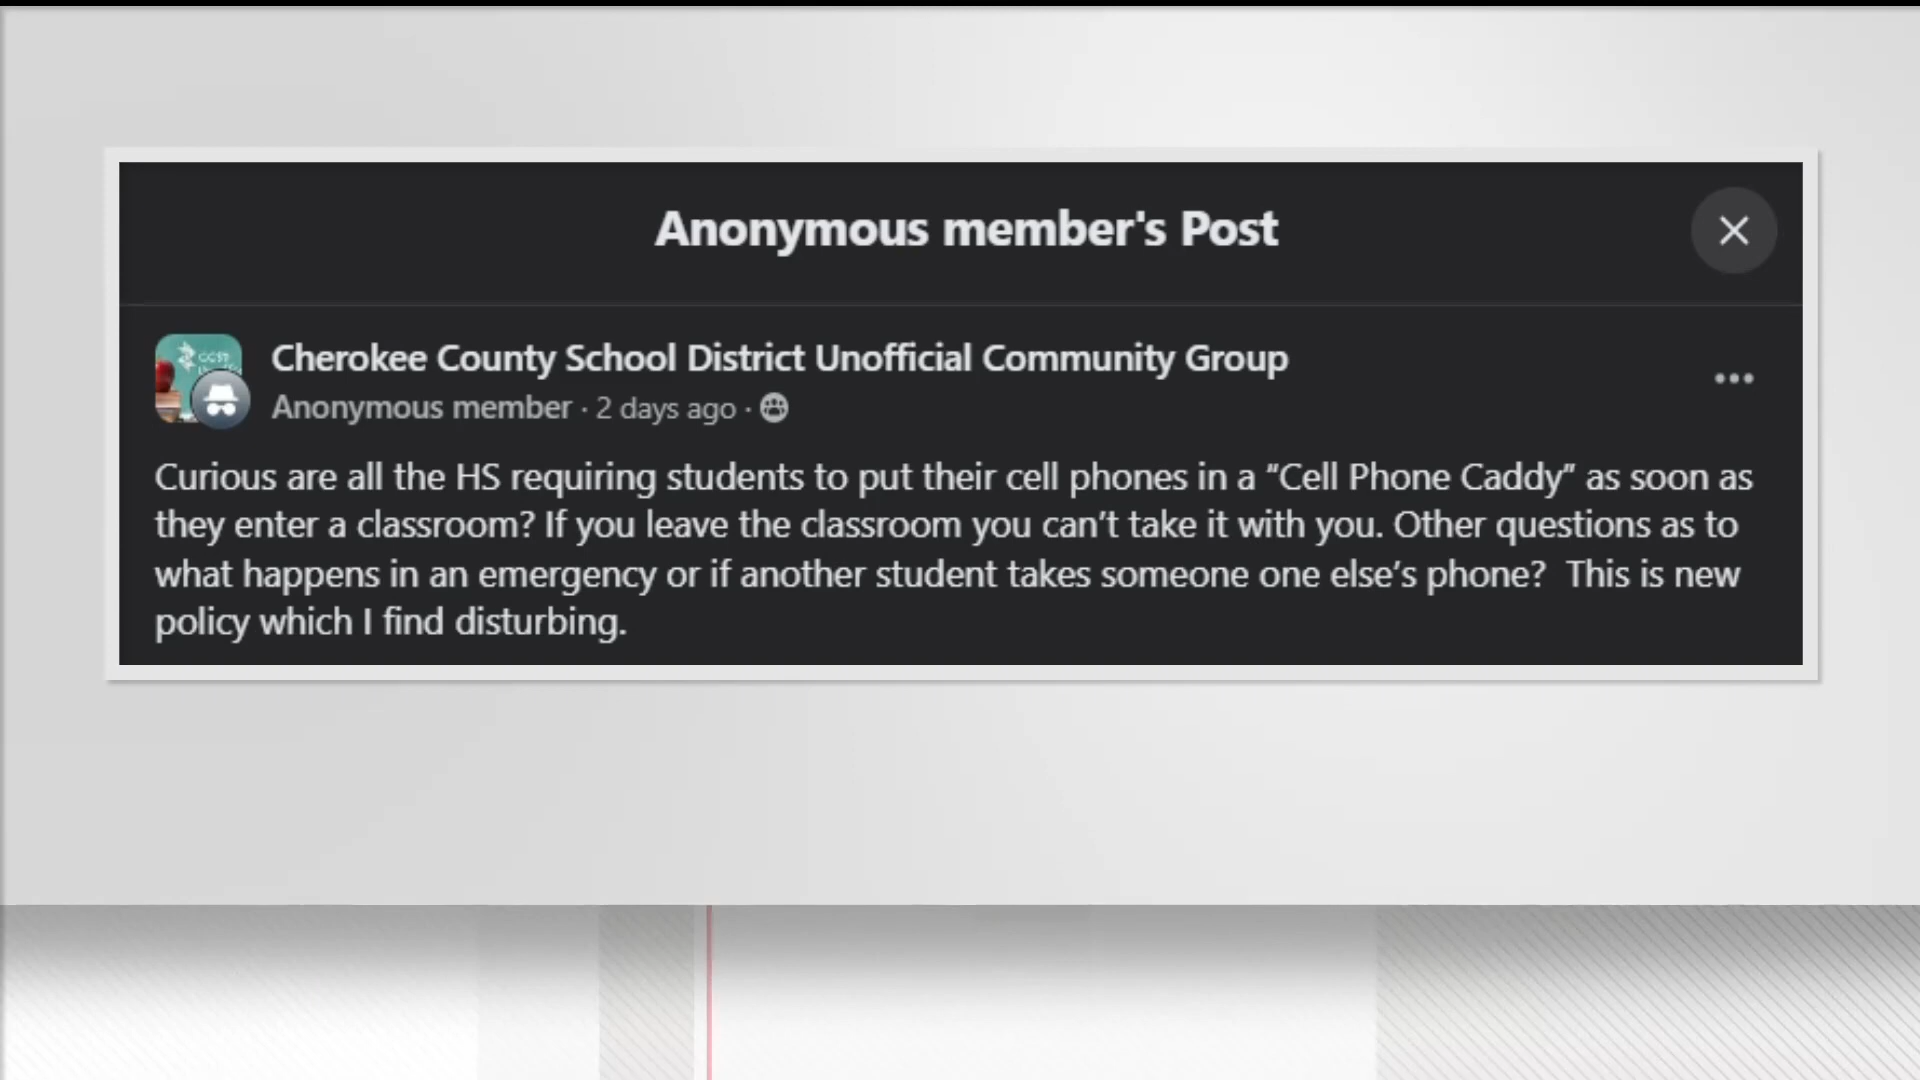 Anonymous member's Post
Cherokee County School District Unofficial Community Group
Anonymous member · 2 days ago ·
Curious are all the HS requiring students to put their cell phones in a “Cell Phone Caddy” as soon as
they enter a classroom? If you leave the classroom you can’t take it with you. Other questions as to
what happens in an emergency or if another student takes someone one else’s phone?  This is new
policy which I find disturbing.